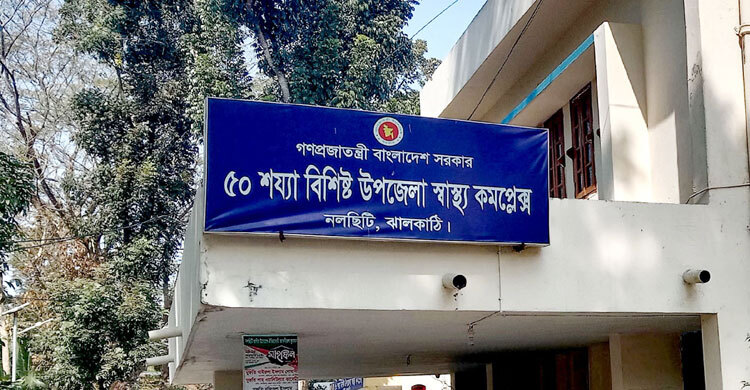 গণপ্রজাতন্ত্রী বাংলাদেশ সরকার
৫০ শয্যা বিশিষ্ট উপজেলা স্বাস্থ্য কমপ্লেক্স
নলছিটি, ঝালকাঠি।